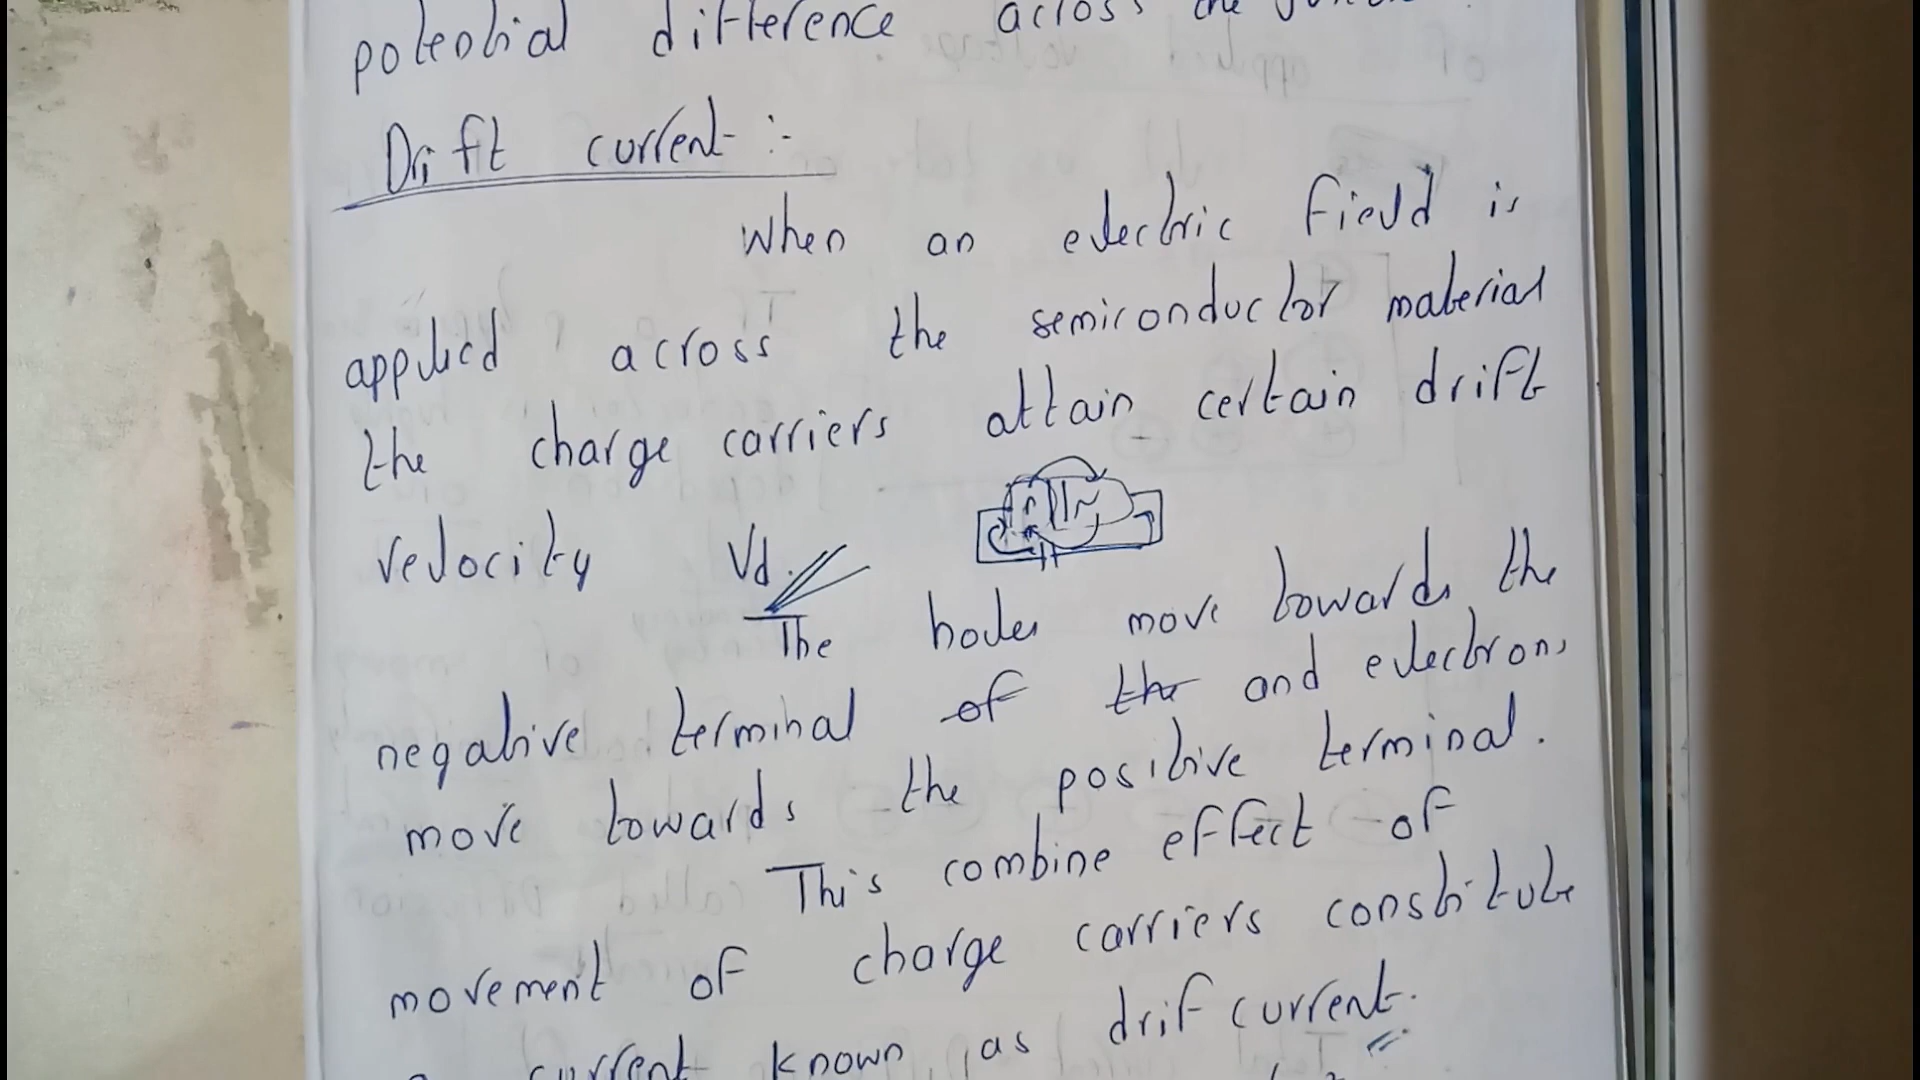 potential difference across the
Drift current :-
When an electric field is
applied across the semiconductor material
the charge carriers attain certain drift
velocity Vd.
The holes move towards the
negative terminal of the and electrons
move towards the positive terminal.
This combine effect of
movement of charge carriers constitute
current known as drif current.